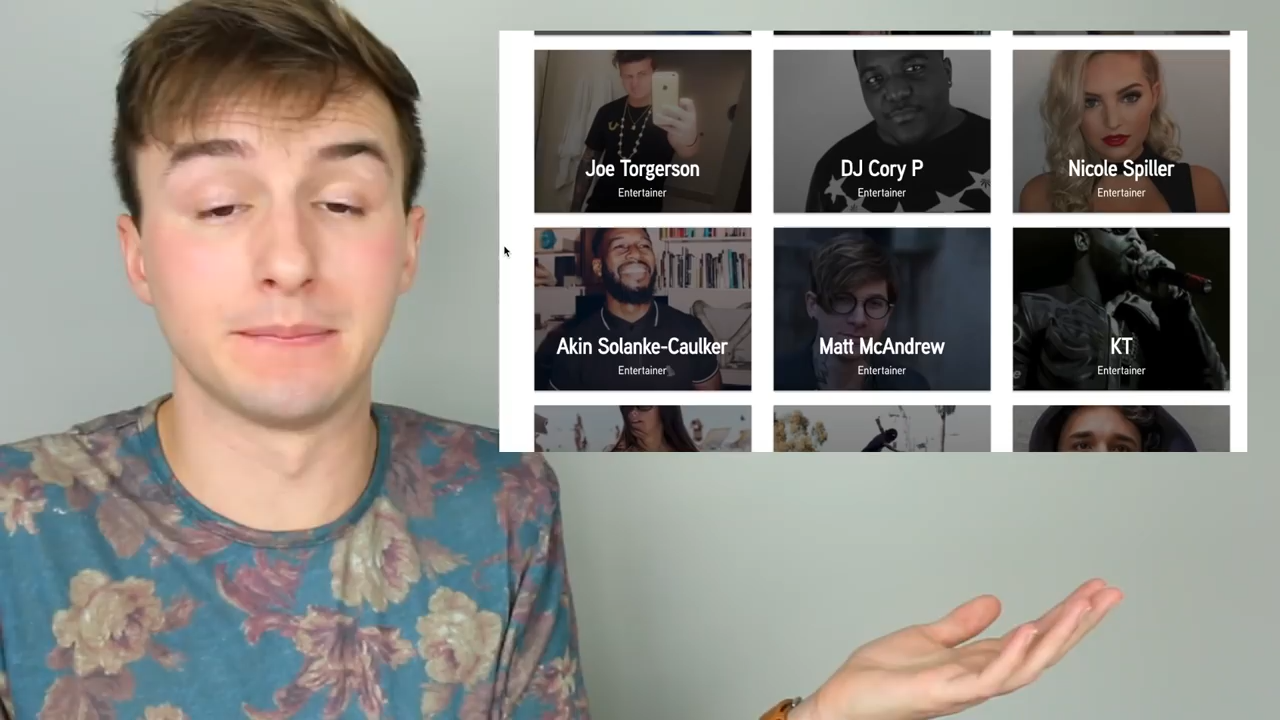 Joe Torgerson
Entertainer
DJ Cory P
Entertainer
Nicole Spiller
Entertainer
Akin Solanke-Caulker
Entertainer
Matt McAndrew
Entertainer
KT
Entertainer